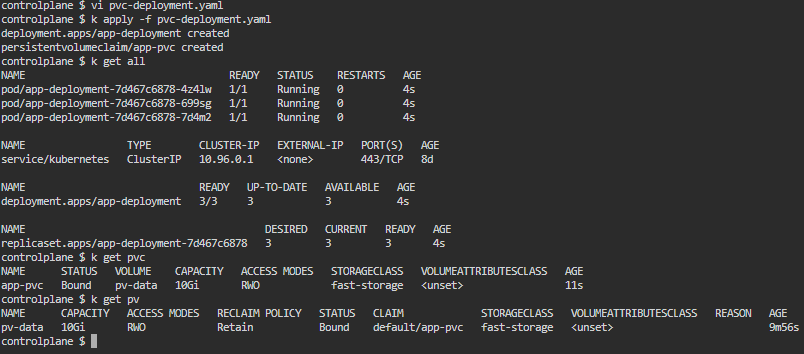 controlplane $ vi pvc-deployment.yaml
controlplane $ k apply -f pvc-deployment.yaml
deployment.apps/app-deployment created
persistentvolumeclaim/app-pvc created
controlplane $ k get all
NAME READY STATUS RESTARTS AGE
pod/app-deployment-7d467c6878-4z4lw 1/1 Running 0 4s
pod/app-deployment-7d467c6878-699sg 1/1 Running 0 4s
pod/app-deployment-7d467c6878-7d4m2 1/1 Running 0 4s
NAME TYPE CLUSTER-IP EXTERNAL-IP PORT(S) AGE
service/kubernetes ClusterIP 10.96.0.1 <none> 443/TCP 8d
NAME READY UP-TO-DATE AVAILABLE AGE
deployment.apps/app-deployment 3/3 3 3 4s
NAME DESIRED CURRENT READY AGE
replicaset.apps/app-deployment-7d467c6878 3 3 3 4s
controlplane $ k get pvc
NAME STATUS VOLUME CAPACITY ACCESS MODES STORAGECLASS VOLUMEATTRIBUTESCLASS AGE
app-pvc Bound pv-data 10Gi RWO fast-storage <unset> 11s
controlplane $ k get pv
NAME CAPACITY ACCESS MODES RECLAIM POLICY STATUS CLAIM STORAGECLASS VOLUMEATTRIBUTESCLASS REASON AGE
pv-data 10Gi RWO Retain Bound default/app-pvc fast-storage <unset> 9m56s
controlplane $